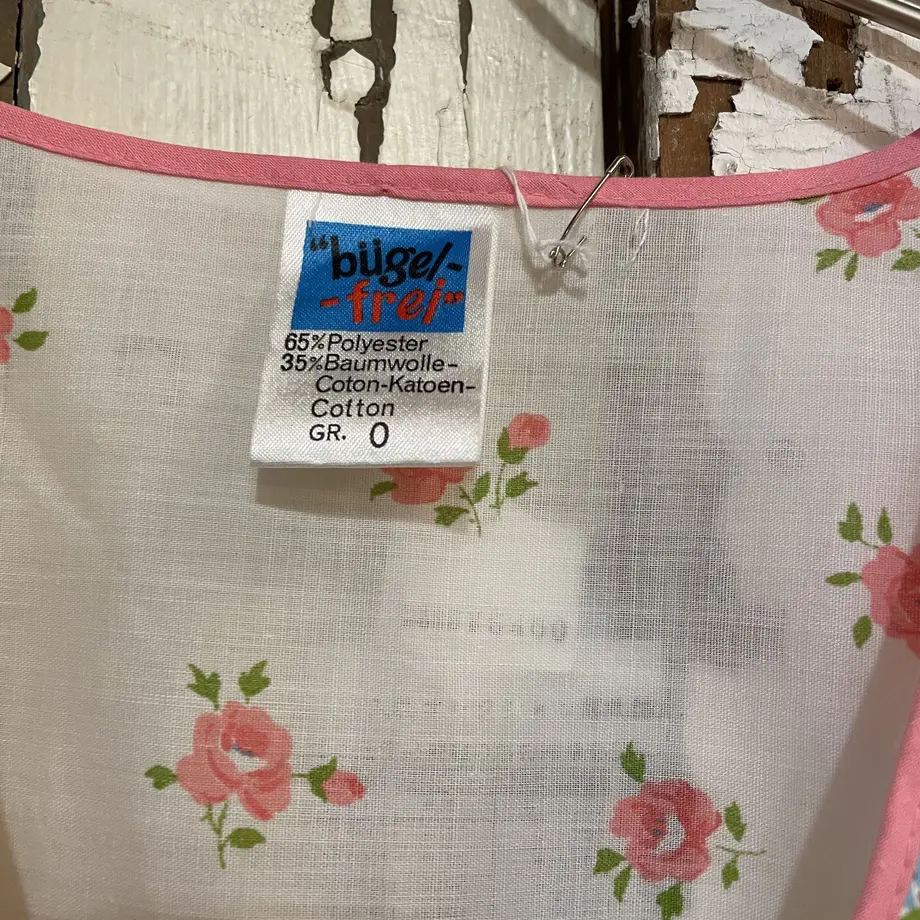 "bügel-
-frei"
65%Polyester
35%Baumwolle-
Coton-Katoen-
Cotton
GR. 0